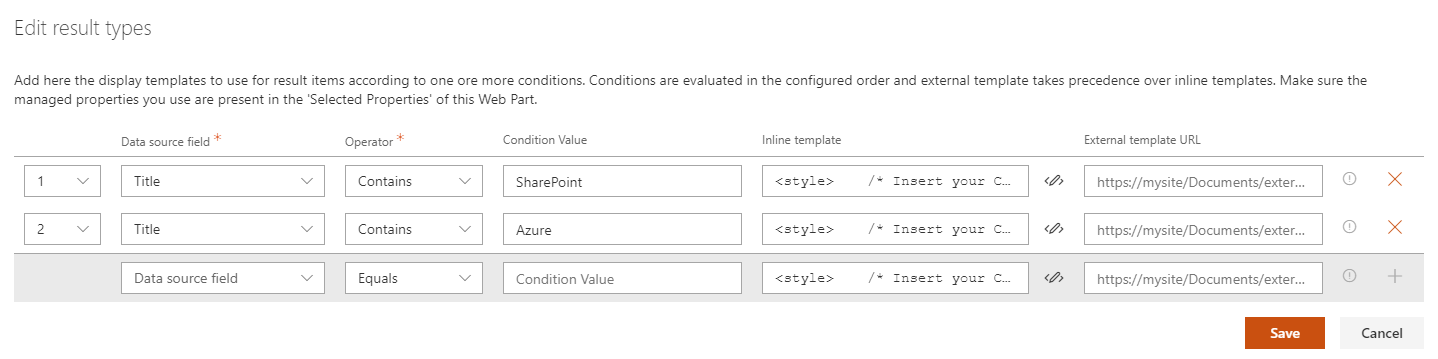 Edit result types
Add here the display templates to use for result items according to one ore more conditions. Conditions are evaluated in the configured order and external template takes precedence over inline templates. Make sure the
managed properties you use are present in the 'Selected Properties' of this Web Part.
Data source field * Operator * Condition Value Inline template External template URL
1 Title Contains SharePoint <style> /* Insert your C... https://mysite/Documents/exter...
2 Title Contains Azure <style> /* Insert your C... https://mysite/Documents/exter...
Data source field Equals Condition Value <style> /* Insert your C... https://mysite/Documents/exter...
Save Cancel